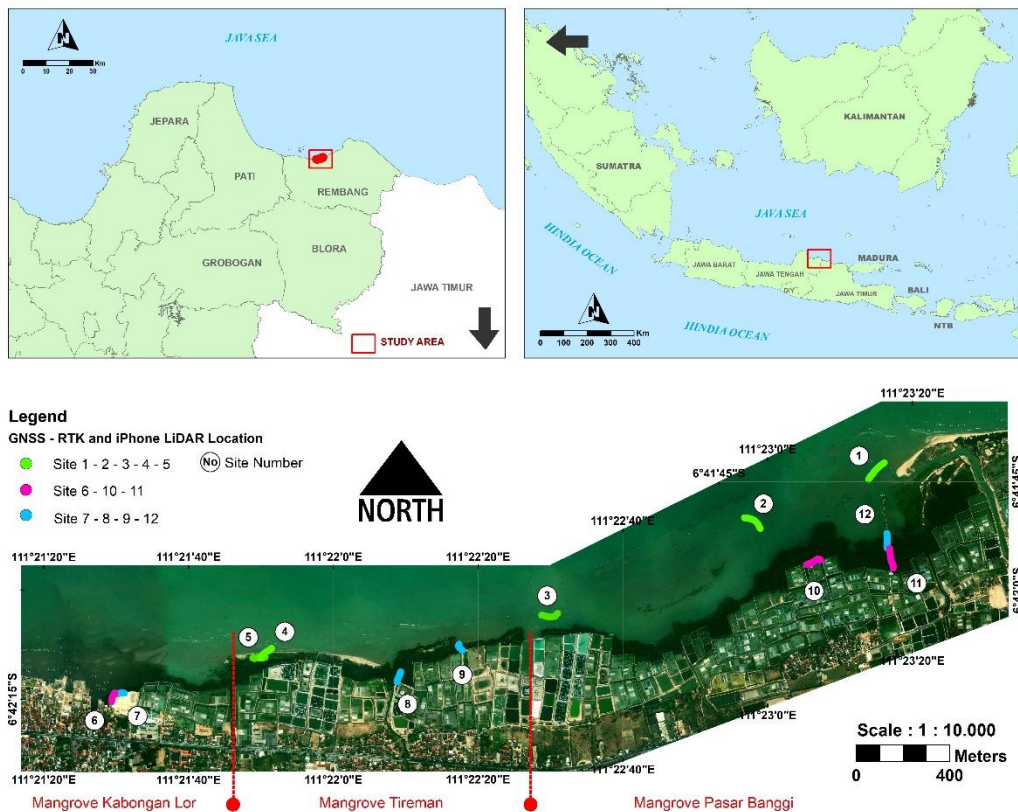 N
0 10 20 30 Km
JAVA SEA
JEPARA
PATI
REMBANG
BLORA
GROBOGAN
JAWA TIMUR
STUDY AREA
KALIMANTAN
SUMATRA
JAVA SEA
HINDIA OCEAN
MADURA
JAWA BARAT
JAWA TENGAH
DIY
JAWA TIMUR
BALI
NTB
HINDIA OCEAN
N
0 100 200 300 400 Km
Legend
GNSS - RTK and iPhone LiDAR Location
Site 1 - 2 - 3 - 4 - 5
No Site Number
Site 6 - 10 - 11
Site 7 - 8 - 9 - 12
NORTH
111°23'20"E
111°23'0"E
6°41'45"S
6°41'45"S
111°22'40"E
111°21'20"E
111°21'40"E
111°22'0"E
111°22'20"E
1
2
12
3
10
11
6°42'0"S
5
4
9
8
6
7
6°42'15"S
111°23'20"E
111°23'0"E
111°22'40"E
111°21'20"E
111°21'40"E
111°22'0"E
111°22'20"E
Scale : 1 : 10.000
Meters
0 400
Mangrove Kabongan Lor
Mangrove Tireman
Mangrove Pasar Banggi